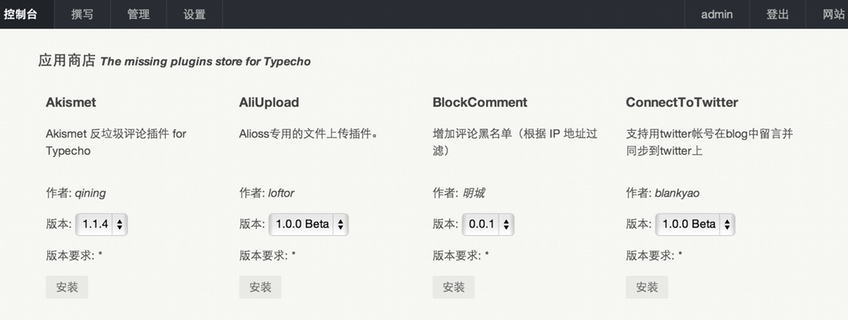 控制台 撰写 管理 设置 admin 登出 网站
应用商店 The missing plugins store for Typecho
Akismet
Akismet 反垃圾评论插件 for
Typecho
作者: qining
版本: 1.1.4
版本要求: *
安装
AliUpload
Alioss专用的文件上传插件。
作者: loftor
版本: 1.0.0 Beta
版本要求: *
安装
BlockComment
增加评论黑名单（根据 IP 地址过
滤）
作者: 明城
版本: 0.0.1
版本要求: *
安装
ConnectToTwitter
支持用twitter帐号在blog中留言并
同步到twitter上
作者: blankyao
版本: 1.0.0 Beta
版本要求: *
安装